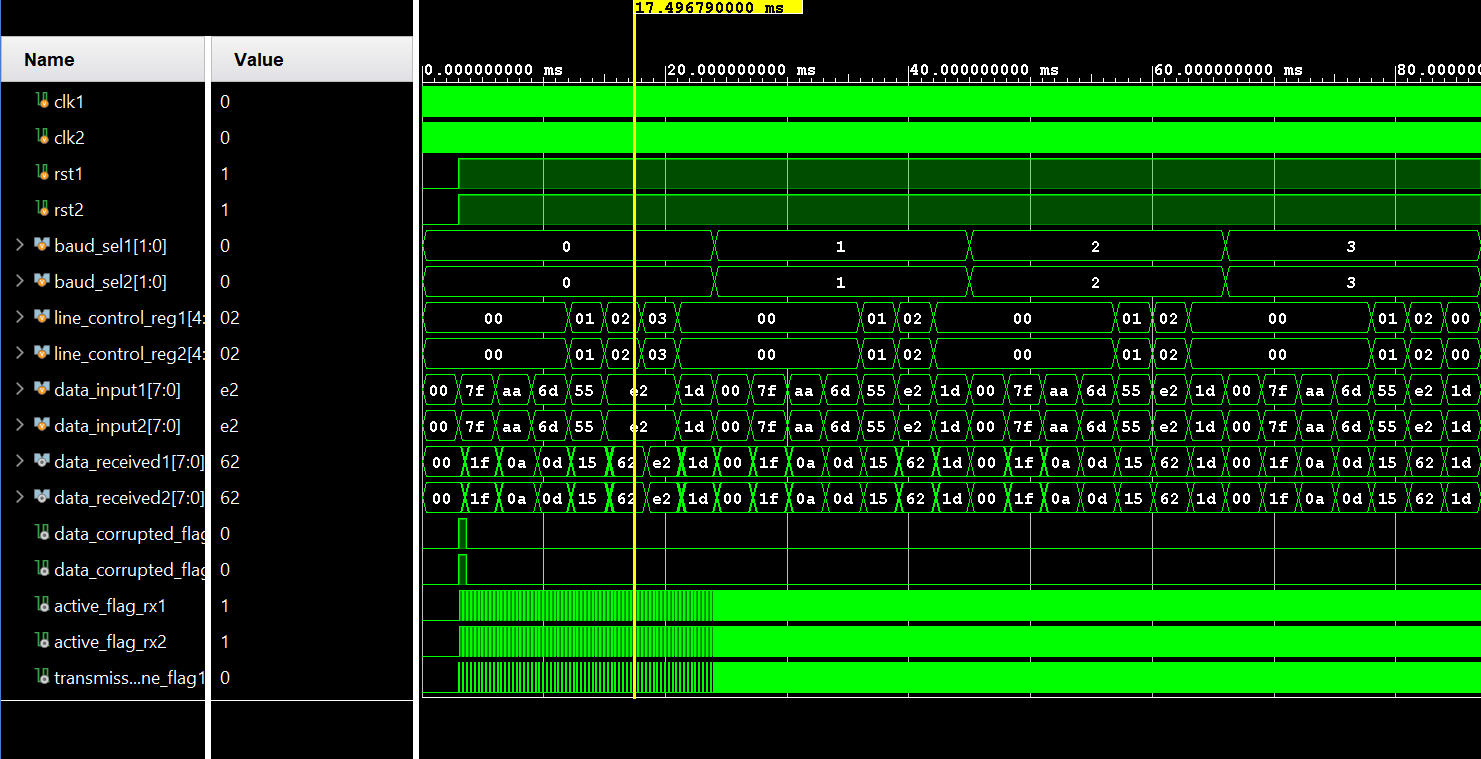 17.496790000 ms
Name Value
0.000000000 ms 20.000000000 ms 40.000000000 ms 60.000000000 ms 80.0000000
clk1 0
clk2 0
rst1 1
rst2 1
baud_sel1[1:0] 0 0 1 2 3
baud_sel2[1:0] 0 0 1 2 3
line_control_reg1[4: 02 00 01 02 03 00 01 02 00 01 02 00 01 02 00
line_control_reg2[4: 02 00 01 02 03 00 01 02 00 01 02 00 01 02 00
data_input1[7:0] e2 00 7f aa 6d 55 e2 1d 00 7f aa 6d 55 e2 1d 00 7f aa 6d 55 e2 1d 00 7f aa 6d 55 e2 1d
data_input2[7:0] e2 00 7f aa 6d 55 e2 1d 00 7f aa 6d 55 e2 1d 00 7f aa 6d 55 e2 1d 00 7f aa 6d 55 e2 1d
data_received1[7:0] 62 00 1f 0a 0d 15 62 e2 1d 00 1f 0a 0d 15 62 1d 00 1f 0a 0d 15 62 1d 00 1f 0a 0d 15 62 1d
data_received2[7:0] 62 00 1f 0a 0d 15 62 e2 1d 00 1f 0a 0d 15 62 1d 00 1f 0a 0d 15 62 1d 00 1f 0a 0d 15 62 1d
data_corrupted_flag 0
data_corrupted_flag 0
active_flag_rx1 1
active_flag_rx2 1
transmiss...ne_flag1 0